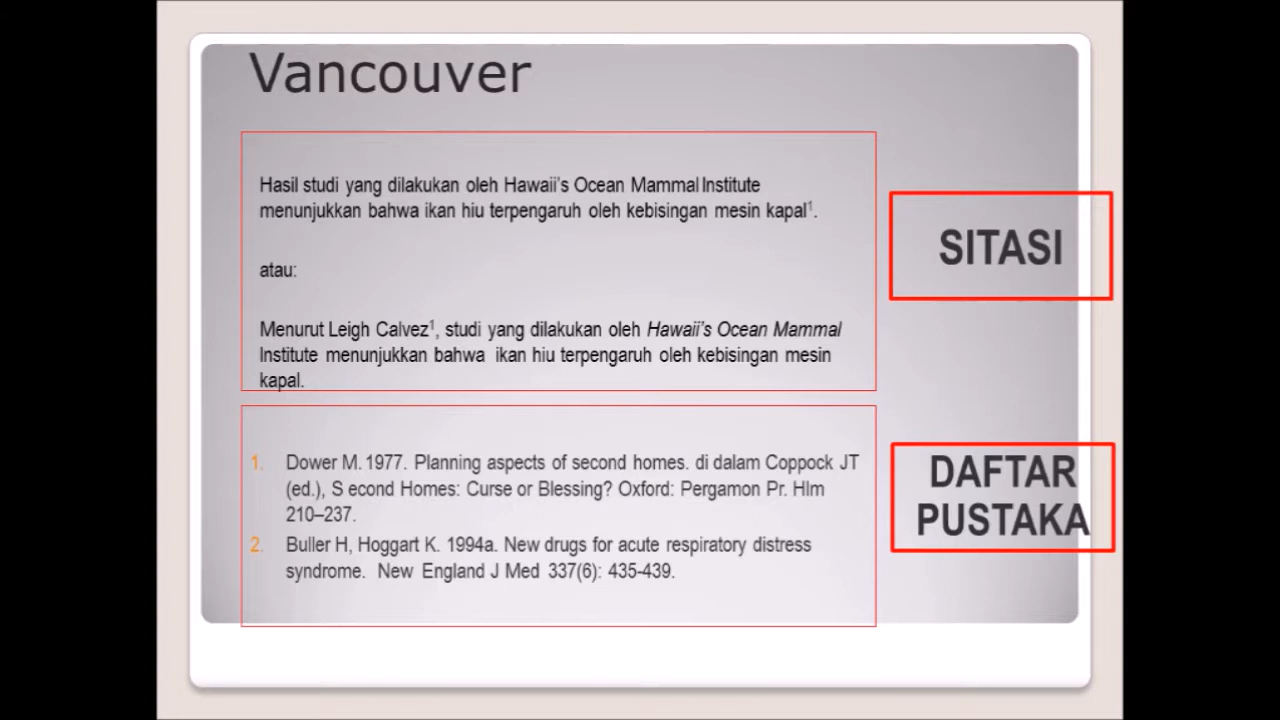 Vancouver
Hasil studi yang dilakukan oleh Hawaii's Ocean Mammal Institute
menunjukkan bahwa ikan hiu terpengaruh oleh kebisingan mesin kapal¹.
atau:
Menurut Leigh Calvez¹, studi yang dilakukan oleh Hawaii's Ocean Mammal
Institute menunjukkan bahwa ikan hiu terpengaruh oleh kebisingan mesin
kapal.
SITASI
1. Dower M. 1977. Planning aspects of second homes. di dalam Coppock JT
(ed.), S econd Homes: Curse or Blessing? Oxford: Pergamon Pr. Hlm
210–237.
2. Buller H, Hoggart K. 1994a. New drugs for acute respiratory distress
syndrome. New England J Med 337(6): 435-439.
DAFTAR
PUSTAKA